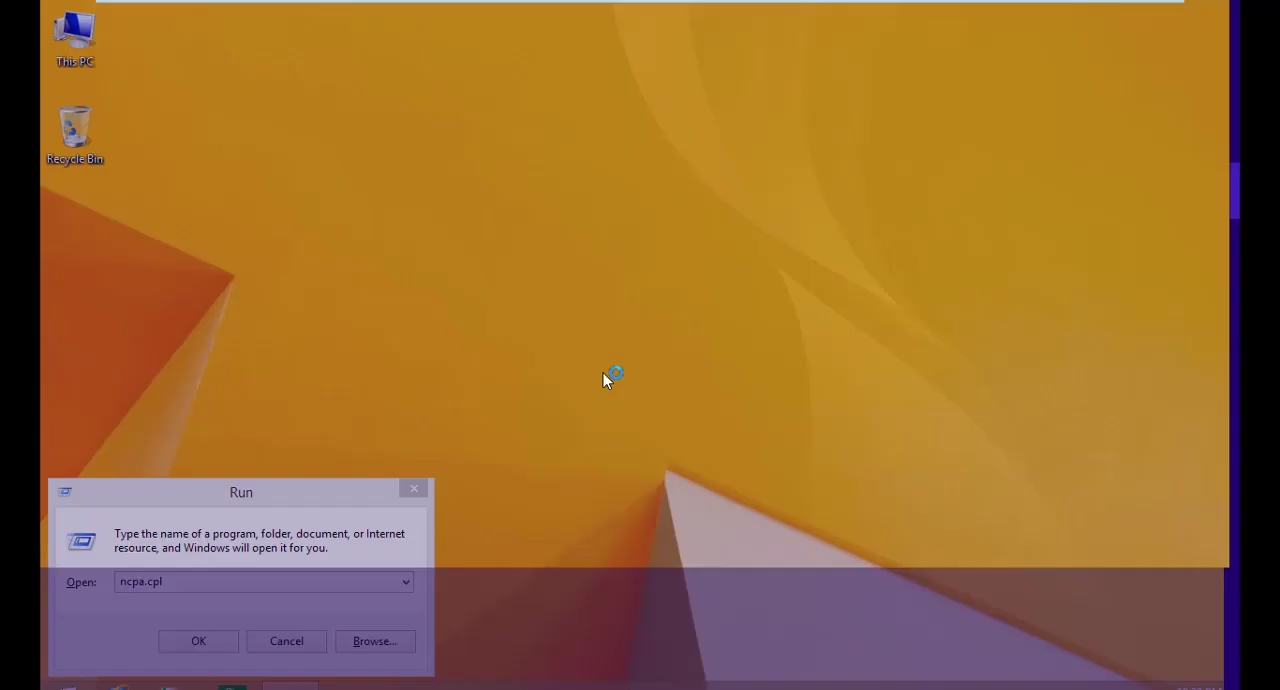 This PC
Recycle Bin
Run
Type the name of a program, folder, document, or Internet
resource, and Windows will open it for you.
Open: ncpa.cpl
OK Cancel Browse...